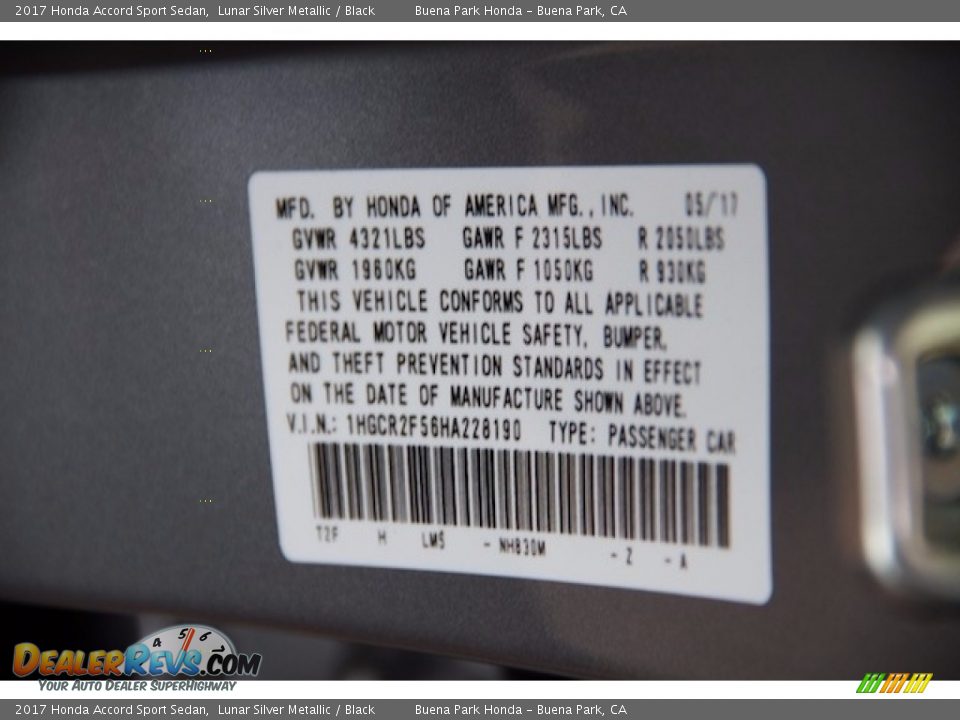 2017 Honda Accord Sport Sedan, Lunar Silver Metallic / Black Buena Park Honda – Buena Park, CA
MFD. BY HONDA OF AMERICA MFG., INC. 05/17
GVWR 4321LBS GAWR F 2315LBS R 2050LBS
GVWR 1960KG GAWR F 1050KG R 930KG
THIS VEHICLE CONFORMS TO ALL APPLICABLE
FEDERAL MOTOR VEHICLE SAFETY, BUMPER,
AND THEFT PREVENTION STANDARDS IN EFFECT
ON THE DATE OF MANUFACTURE SHOWN ABOVE.
V.I.N.: 1HGCR2F56HA228190 TYPE: PASSENGER CAR
T2F H LMS - NH830M - Z - A
4 5 6
DEALERREVS.COM
YOUR AUTO DEALER SUPERHIGHWAY
2017 Honda Accord Sport Sedan, Lunar Silver Metallic / Black Buena Park Honda – Buena Park, CA